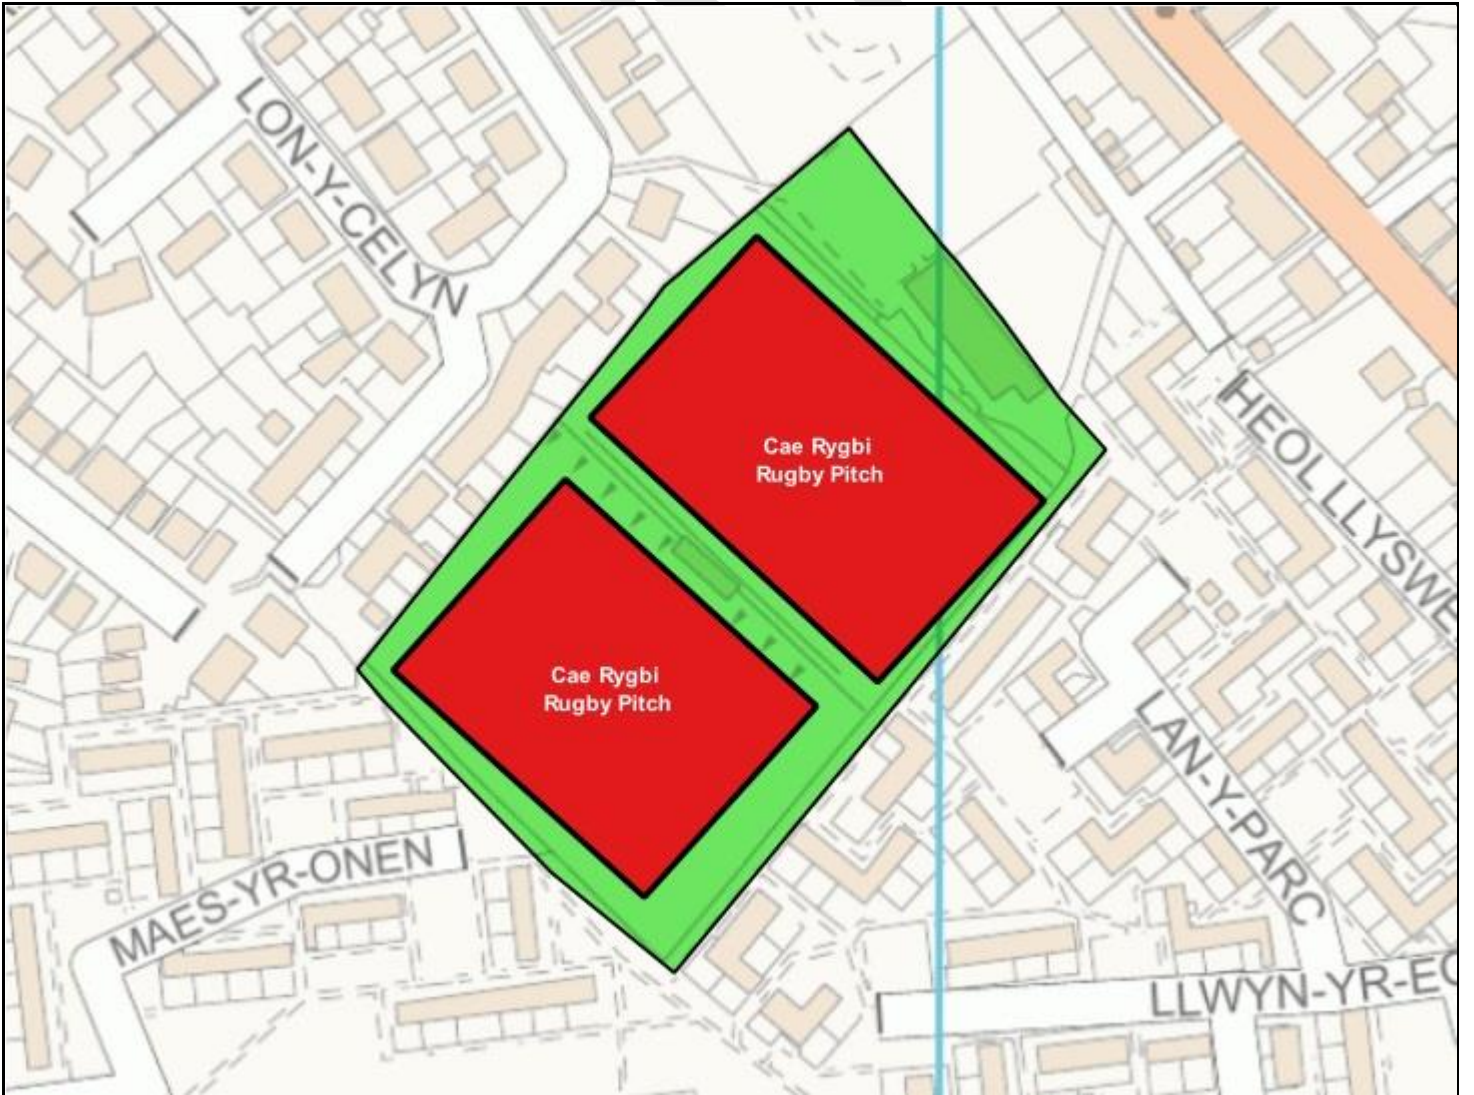 LON-Y-CELYN
Cae Rygbi
Rugby Pitch
HEOL LLYSWE
Cae Rygbi
Rugby Pitch
LAN-Y-PARC
MAES-YR-ONEN
LLWYN-YR-EO